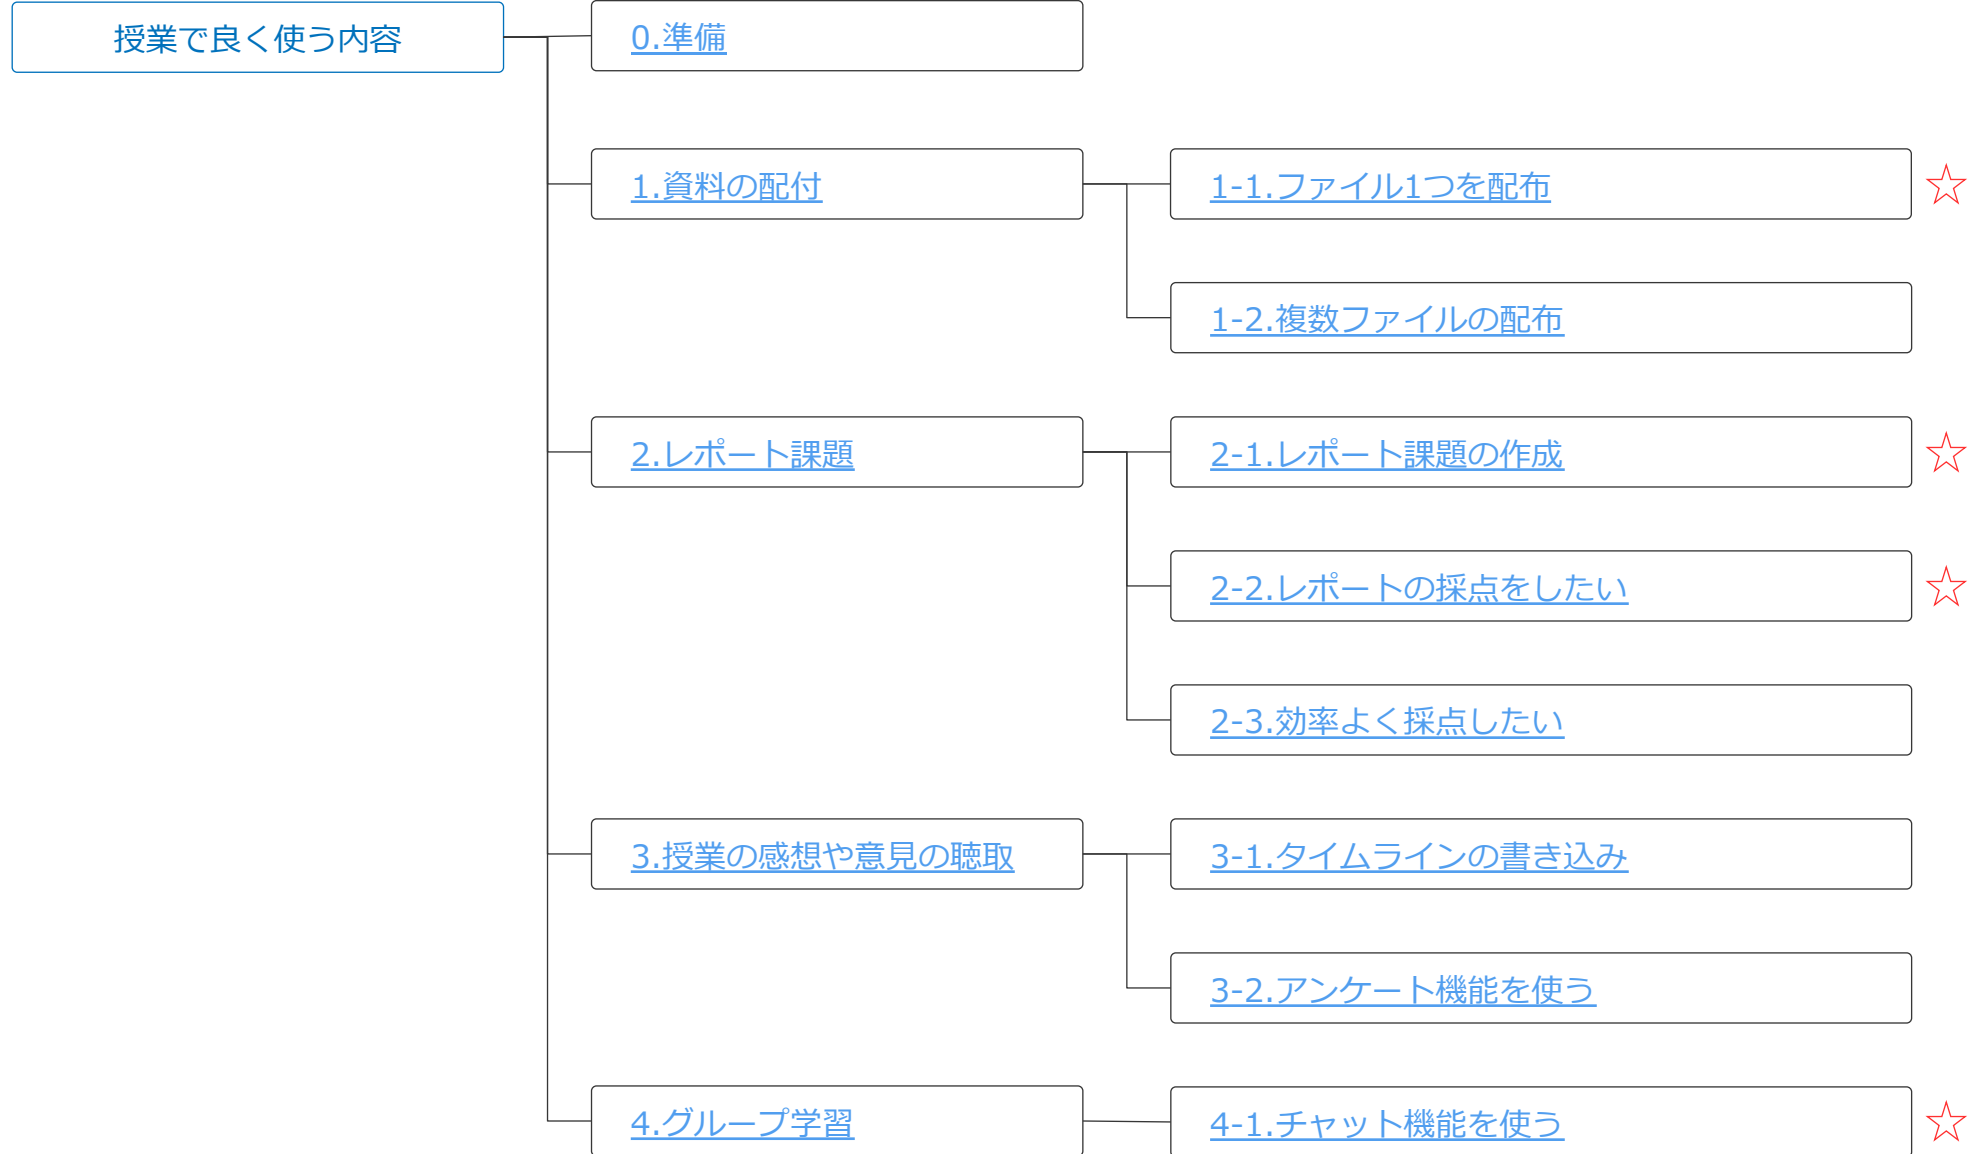 授業で良く使う内容
0.準備
1.資料の配付
1-1.ファイル1つを配布
☆
1-2.複数ファイルの配布
2.レポート課題
2-1.レポート課題の作成
☆
2-2.レポートの採点をしたい
☆
2-3.効率よく採点したい
3.授業の感想や意見の聴取
3-1.タイムラインの書き込み
3-2.アンケート機能を使う
4.グループ学習
4-1.チャット機能を使う
☆